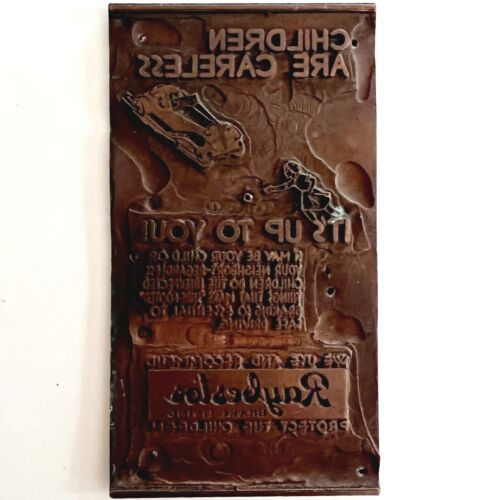 CHILDREN
ARE CARELESS
IT'S UP TO YOU!
IT MAY BE YOUR CHILD OR
YOUR NEIGHBOR'S-REGARDLESS
CHILDREN DO THE UNEXPECTED
THINGS THAT MAKE
BRAKING SO ESSENTIAL TO
SAFE DRIVING.
WE USE AND RECOMMEND
Raybestos
BRAKE LINING
PROTECT THE CHILDREN